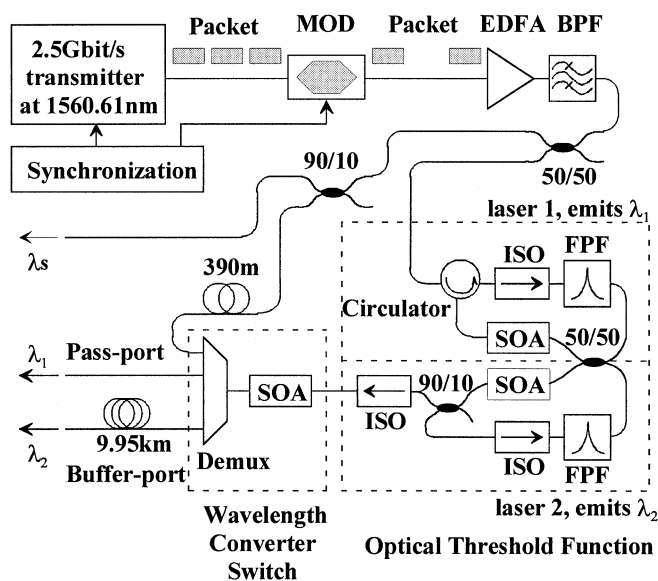 Packet MOD Packet EDFA BPF
2.5Gbit/s
transmitter
at 1560.61nm
Synchronization
90/10
50/50
laser 1, emits λ1
λs
390m
ISO FPF
Circulator
SOA 50/50
λ1 Pass-port
SOA
90/10 SOA
ISO
λ2 9.95km
Buffer-port
Demux
ISO FPF
laser 2, emits λ2
Wavelength
Converter
Switch
Optical Threshold Function